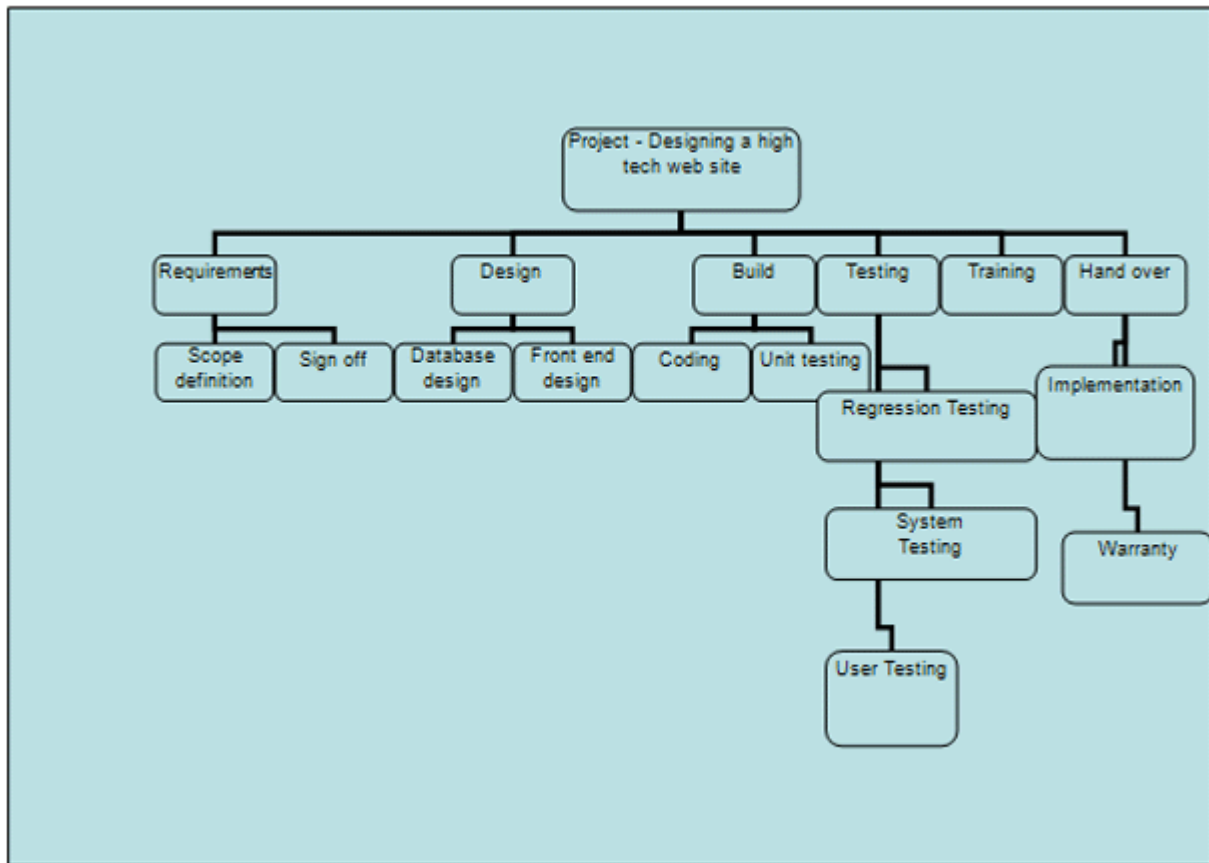 Project - Designing a high
tech web site
Requirements
Design
Build
Testing
Training
Hand over
Scope
definition
Sign off
Database
design
Front end
design
Coding
Unit testing
Implementation
Regression Testing
System
Testing
Warranty
User Testing